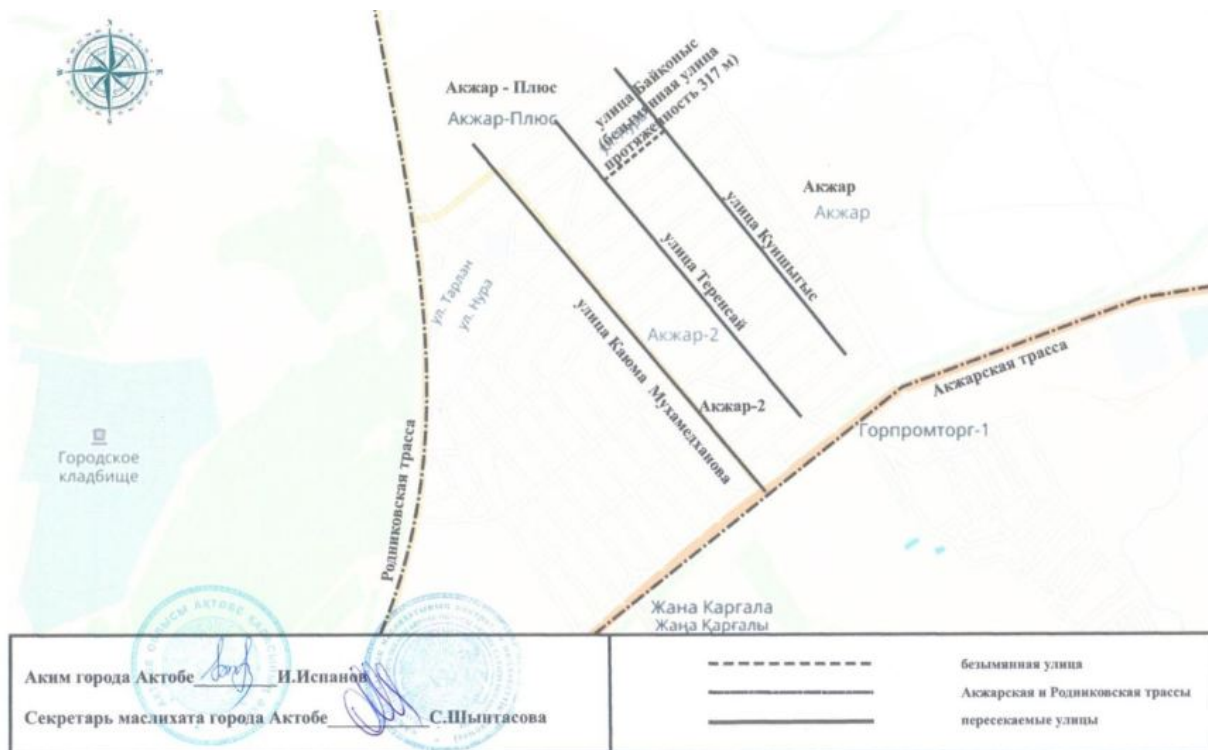 Акжар - Плюс
Акжар-Плюс
улица Байконыс
(безымянная улица
протяженность 317 м)
Акжар
Акжар
улица Куншыгыс
улица Теренсай
ул. Тарлан
ул. Нура
Акжар-2
улица Каюма Мухамедханова
Акжар-2
Акжарская трасса
Горпромторг-1
Городское
кладбище
Родниковская трасса
Жана Каргала
Жаңа Қарғалы
Аким города Актобе И.Испанов
Секретарь маслихата города Актобе С.Шынтасова
безымянная улица
Акжарская и Родниковская трассы
пересекаемые улицы